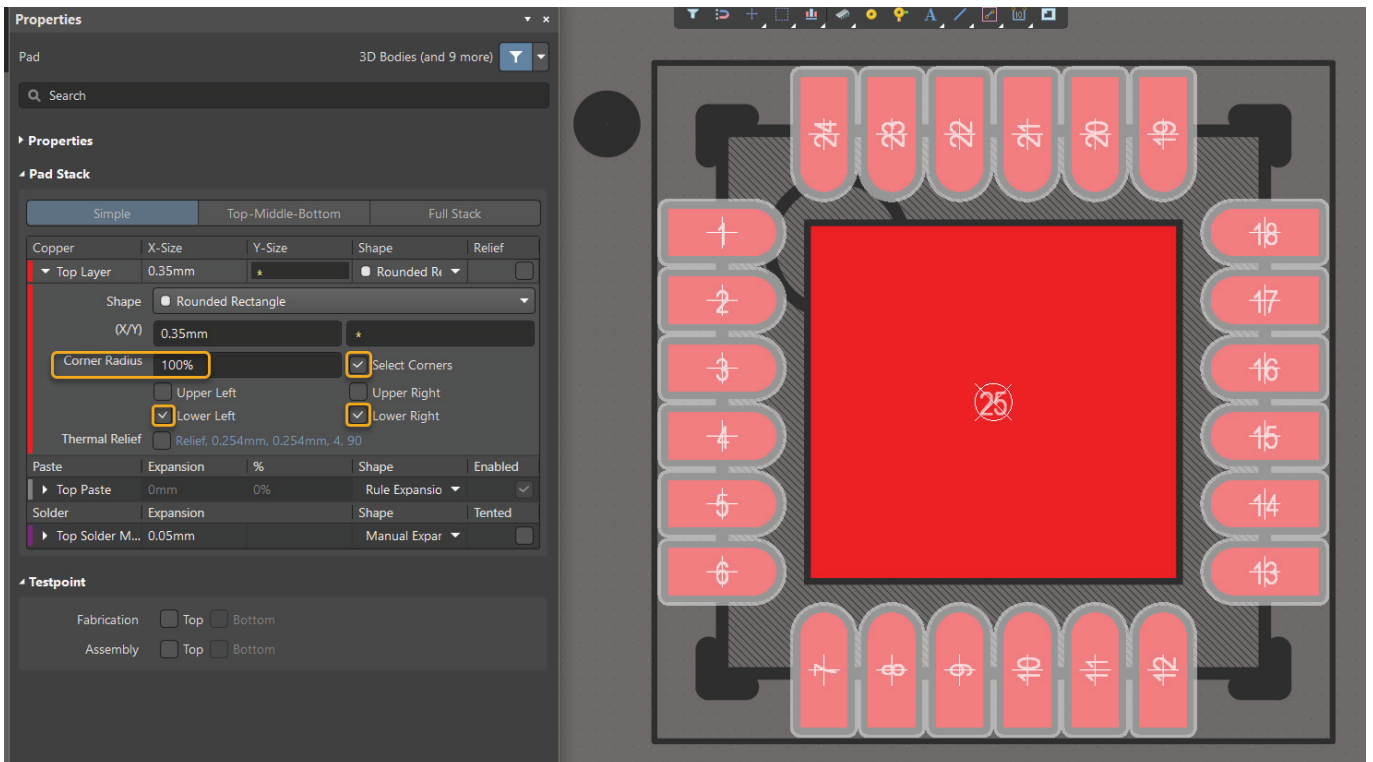 Properties
Pad 3D Bodies (and 9 more)
Search
Properties
Pad Stack
Simple Top-Middle-Bottom Full Stack
Copper X-Size Y-Size Shape Relief
Top Layer 0.35mm * Rounded Re
Shape Rounded Rectangle
(X/Y) 0.35mm *
Corner Radius 100% Select Corners
Upper Left Upper Right
Lower Left Lower Right
Thermal Relief Relief, 0.254mm, 0.254mm, 4, 90
Paste Expansion % Shape Enabled
Top Paste 0mm 0% Rule Expansio
Solder Expansion Shape Tented
Top Solder M... 0.05mm Manual Expar
Testpoint
Fabrication Top Bottom
Assembly Top Bottom
A
24 23 22 21 20 19
1 18
2 17
3 16
25
4 15
5 14
6 13
7 8 9 10 11 12